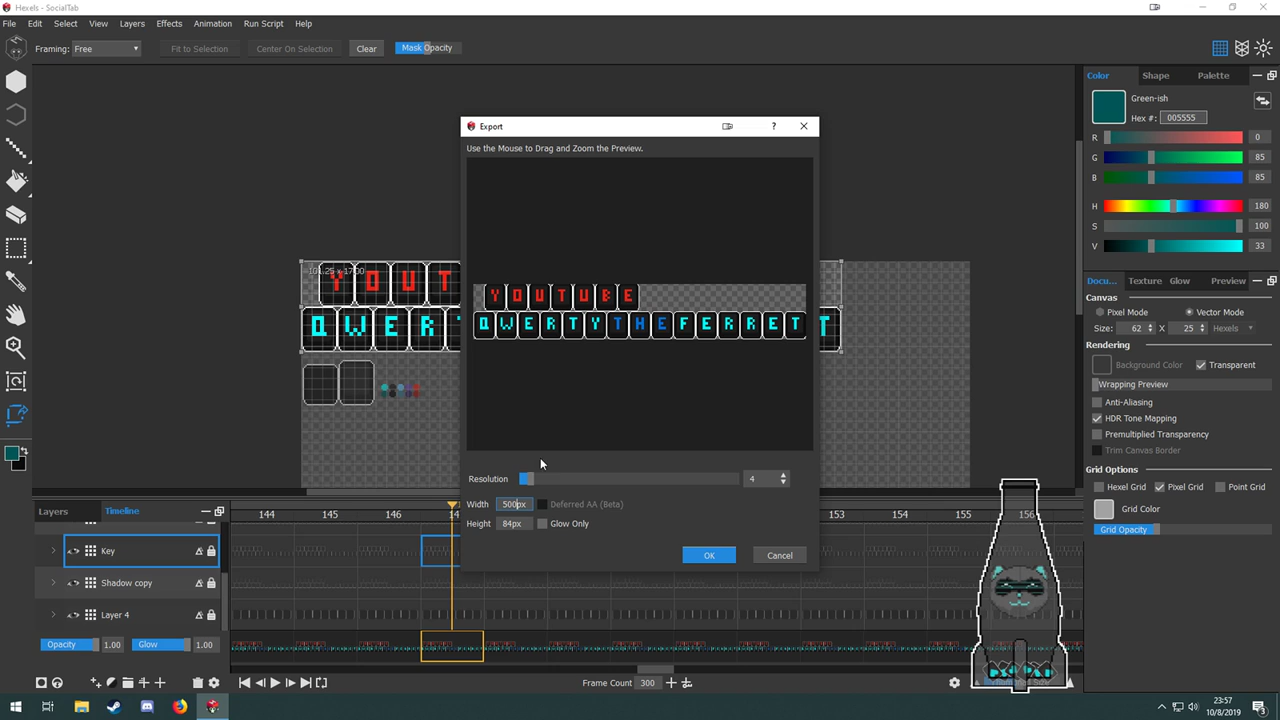 Hexels - SocialTab
File Edit Select View Layers Effects Animation Run Script Help
Framing: Free Fit to Selection Center On Selection Clear Mask Opacity
Color Shape Palette
Green-ish
Hex #: 005555
R 0
G 85
B 85
H 180
S 100
V 33
Export
Use the Mouse to Drag and Zoom the Preview.
YOUTUBE
QWERTYTHEFERRET
Resolution 4
Width 500px Deferred AA (Beta)
Height 84px Glow Only
OK Cancel
YOUT
QWER T
Docu... Texture Glow Preview
Canvas
Pixel Mode Vector Mode
Size: 62 X 25 Hexels
Rendering
Background Color Transparent
Wrapping Preview
Anti-Aliasing
HDR Tone Mapping
Premultiplied Transparency
Trim Canvas Border
Grid Options
Hexel Grid Pixel Grid Point Grid
Grid Color
Grid Opacity
Layers Timeline
144 145 146 14 153 154 155 156
Key
Shadow copy
Layer 4
Opacity 1.00 Glow 1.00
Frame Count 300
23:57
10/8/2019
3